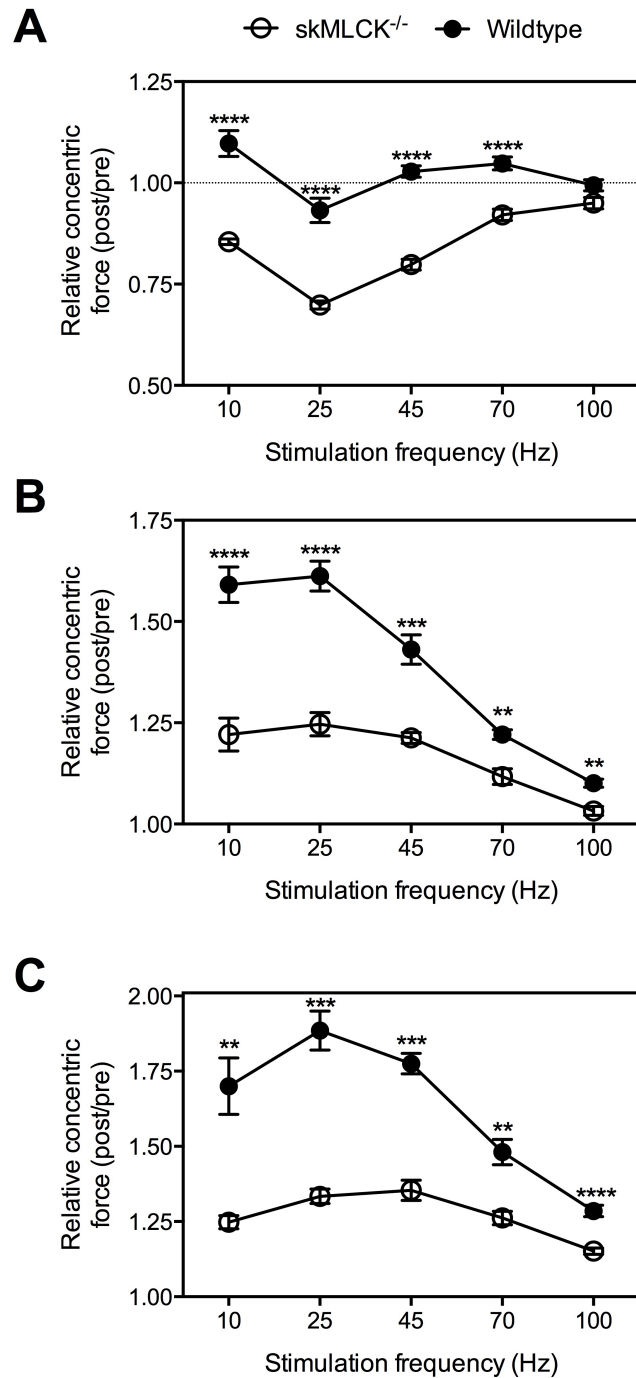 A
skMLCK-/- Wildtype
Relative concentric
force (post/pre)
1.25
1.00
0.75
0.50
**** **** **** ****
10 25 45 70 100
Stimulation frequency (Hz)
B
Relative concentric
force (post/pre)
1.75
1.50
1.25
1.00
**** **** *** ** **
10 25 45 70 100
Stimulation frequency (Hz)
C
Relative concentric
force (post/pre)
2.00
1.75
1.50
1.25
1.00
** *** *** ** ****
10 25 45 70 100
Stimulation frequency (Hz)